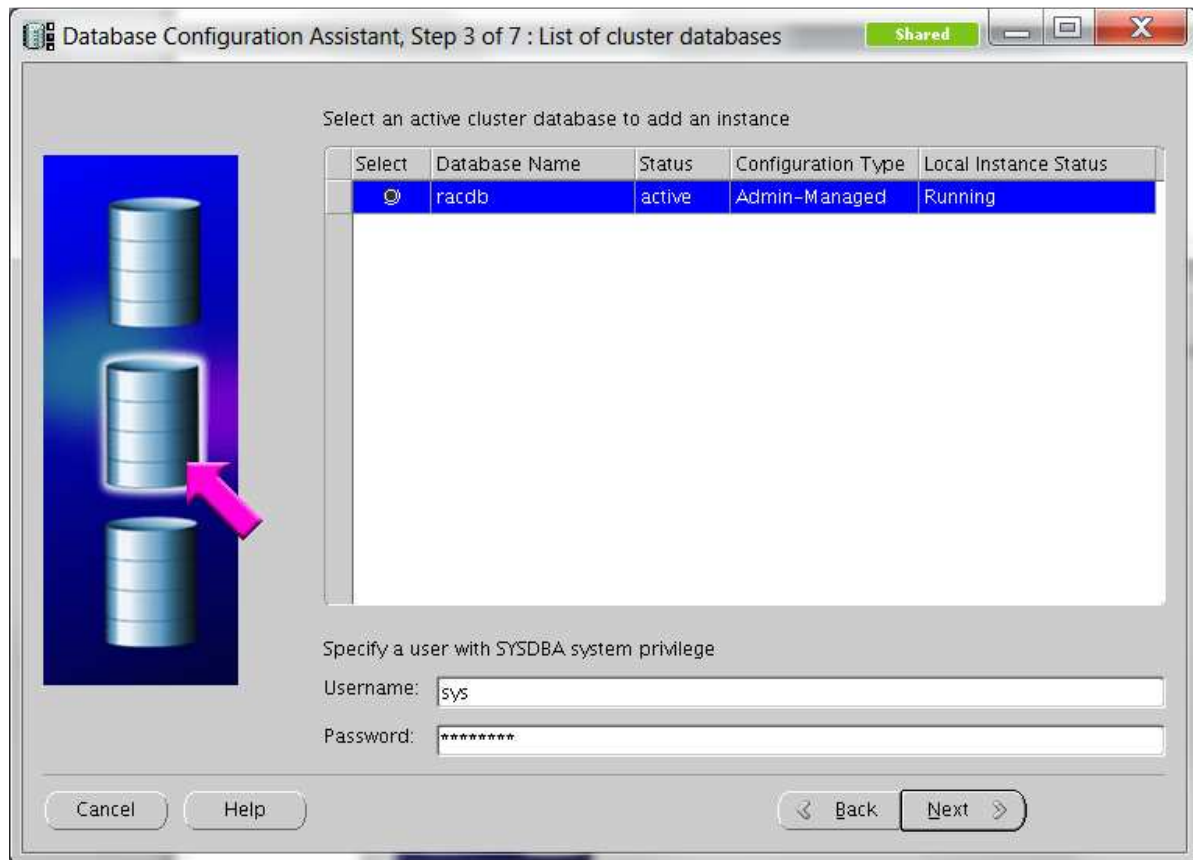 Database Configuration Assistant, Step 3 of 7 : List of cluster databases Shared
Select an active cluster database to add an instance
Select Database Name Status Configuration Type Local Instance Status
racdb active Admin-Managed Running
Specify a user with SYSDBA system privilege
Username: sys
Password: ********
Cancel Help Back Next